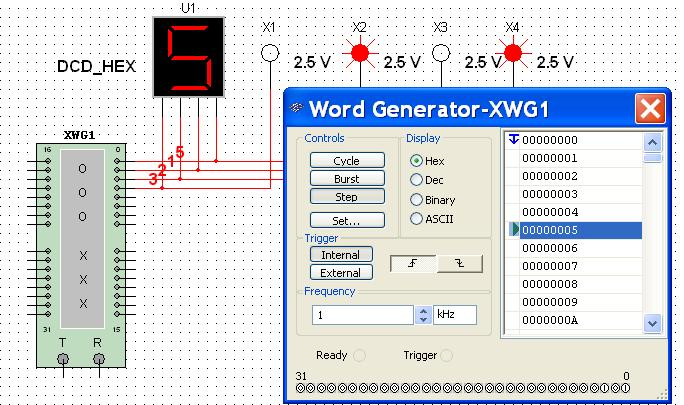 U1
X1 X2 X3 X4
5
DCD_HEX
2.5 V 2.5 V 2.5 V 2.5 V
XWG1
16 0
O
O
O
X
X
X
31 15
T R
5
1
2
3
Word Generator-XWG1
Controls
Cycle
Burst
Step
Set...
Display
Hex
Dec
Binary
ASCII
Trigger
Internal
External
Frequency
1 kHz
Ready Trigger
31 0
00000000
00000001
00000002
00000003
00000004
00000005
00000006
00000007
00000008
00000009
0000000A